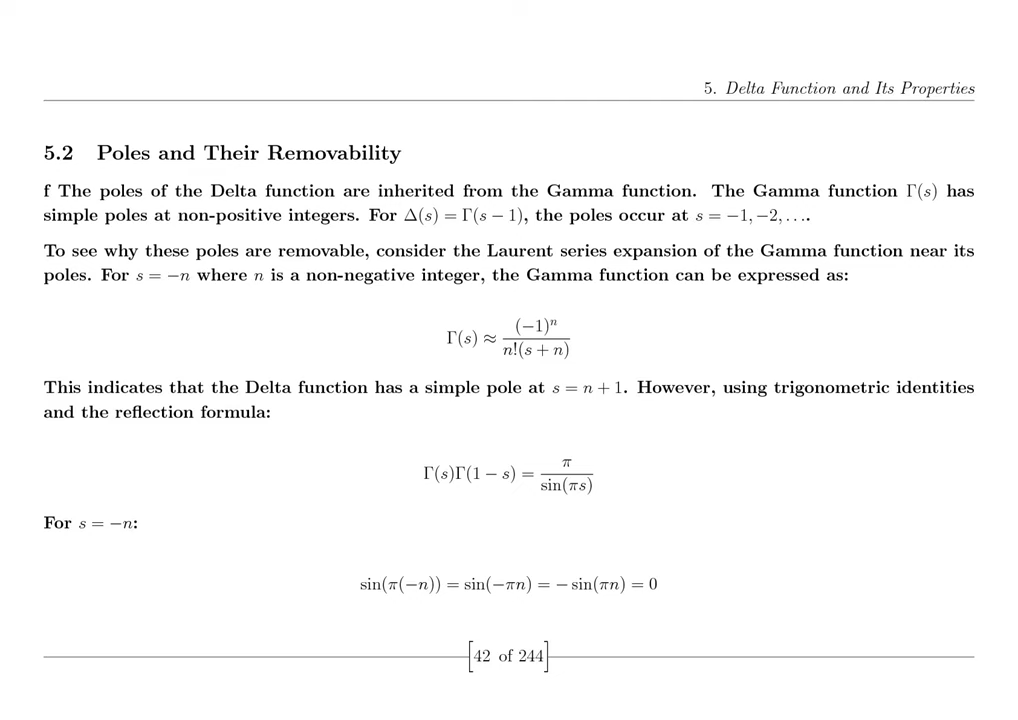 5. Delta Function and Its Properties
5.2 Poles and Their Removability
f The poles of the Delta function are inherited from the Gamma function. The Gamma function Γ(s) has
simple poles at non-positive integers. For Δ(s) = Γ(s − 1), the poles occur at s = −1, −2, . . ..
To see why these poles are removable, consider the Laurent series expansion of the Gamma function near its
poles. For s = −n where n is a non-negative integer, the Gamma function can be expressed as:
Γ(s) ≈ (−1)^n / n!(s + n)
This indicates that the Delta function has a simple pole at s = n + 1. However, using trigonometric identities
and the reflection formula:
Γ(s)Γ(1 − s) = π / sin(πs)
For s = −n:
sin(π(−n)) = sin(−πn) = − sin(πn) = 0
[42 of 244]